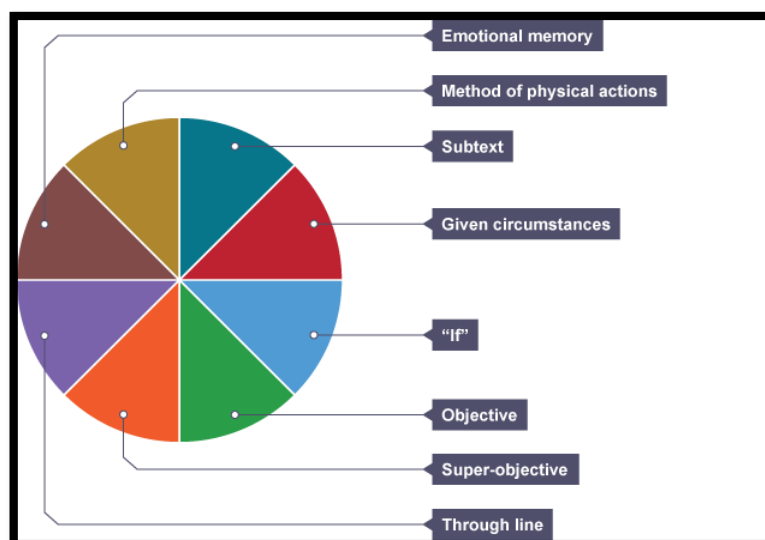 Emotional memory
Method of physical actions
Subtext
Given circumstances
“If”
Objective
Super-objective
Through line